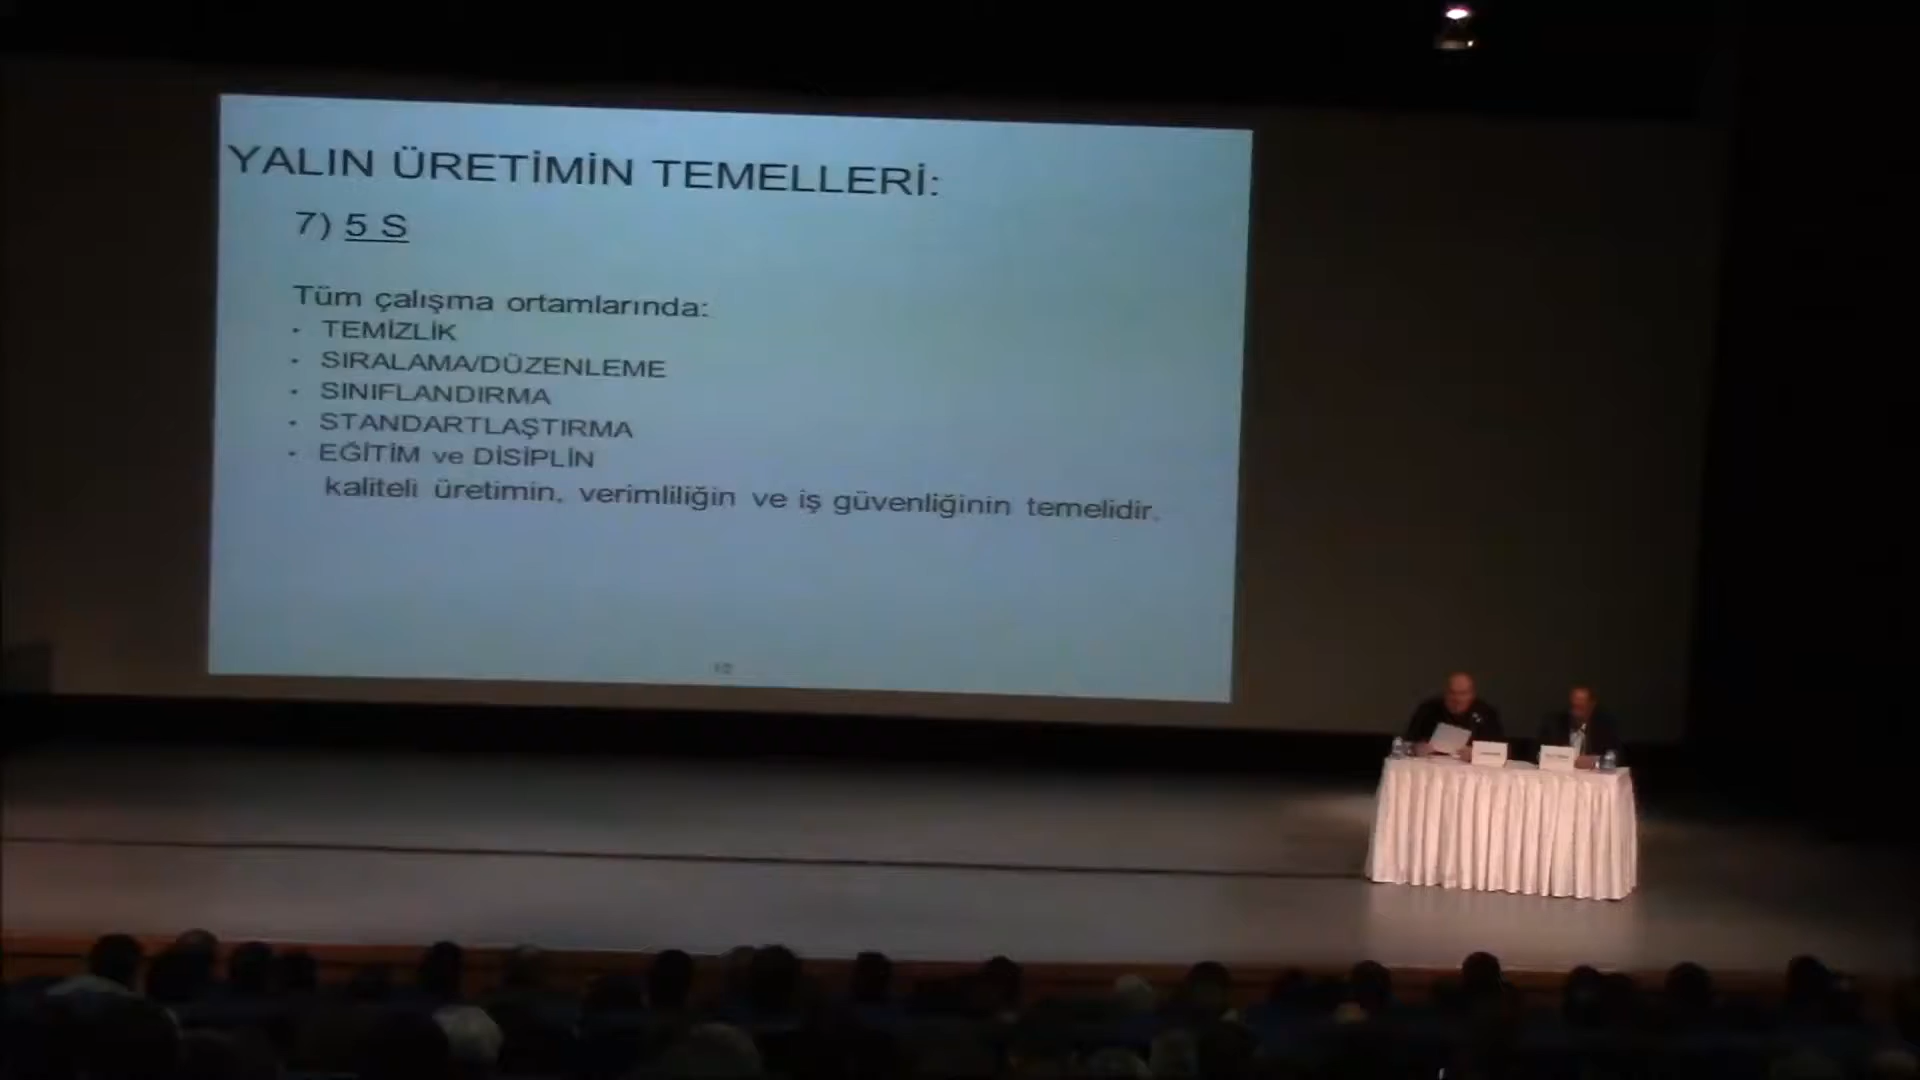 YALIN ÜRETİMİN TEMELLERİ:
7) 5 S
Tüm çalışma ortamlarında:
• TEMİZLİK
• SIRALAMA/DÜZENLEME
• SINIFLANDIRMA
• STANDARTLAŞTIRMA
• EĞİTİM ve DİSİPLİN
kaliteli üretimin, verimliliğin ve iş güvenliğinin temelidir.